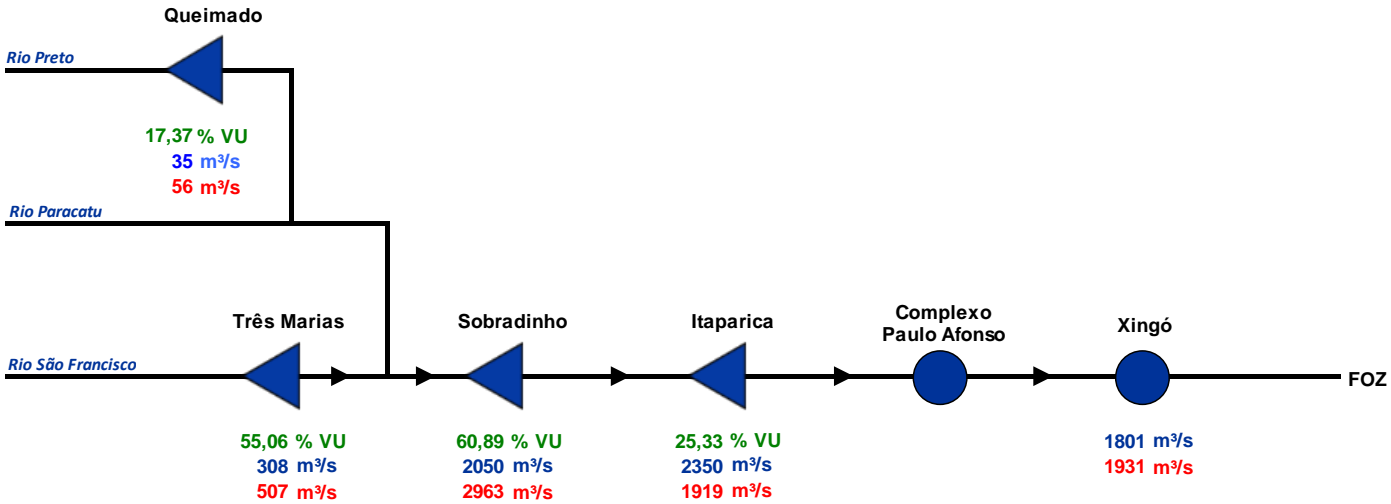 Queimado
Rio Preto
17,37 % VU
35 m³/s
56 m³/s
Rio Paracatu
Três Marias
Sobradinho
Itaparica
Complexo
Paulo Afonso
Xingó
Rio São Francisco
FOZ
55,06 % VU
308 m³/s
507 m³/s
60,89 % VU
2050 m³/s
2963 m³/s
25,33 % VU
2350 m³/s
1919 m³/s
1801 m³/s
1931 m³/s